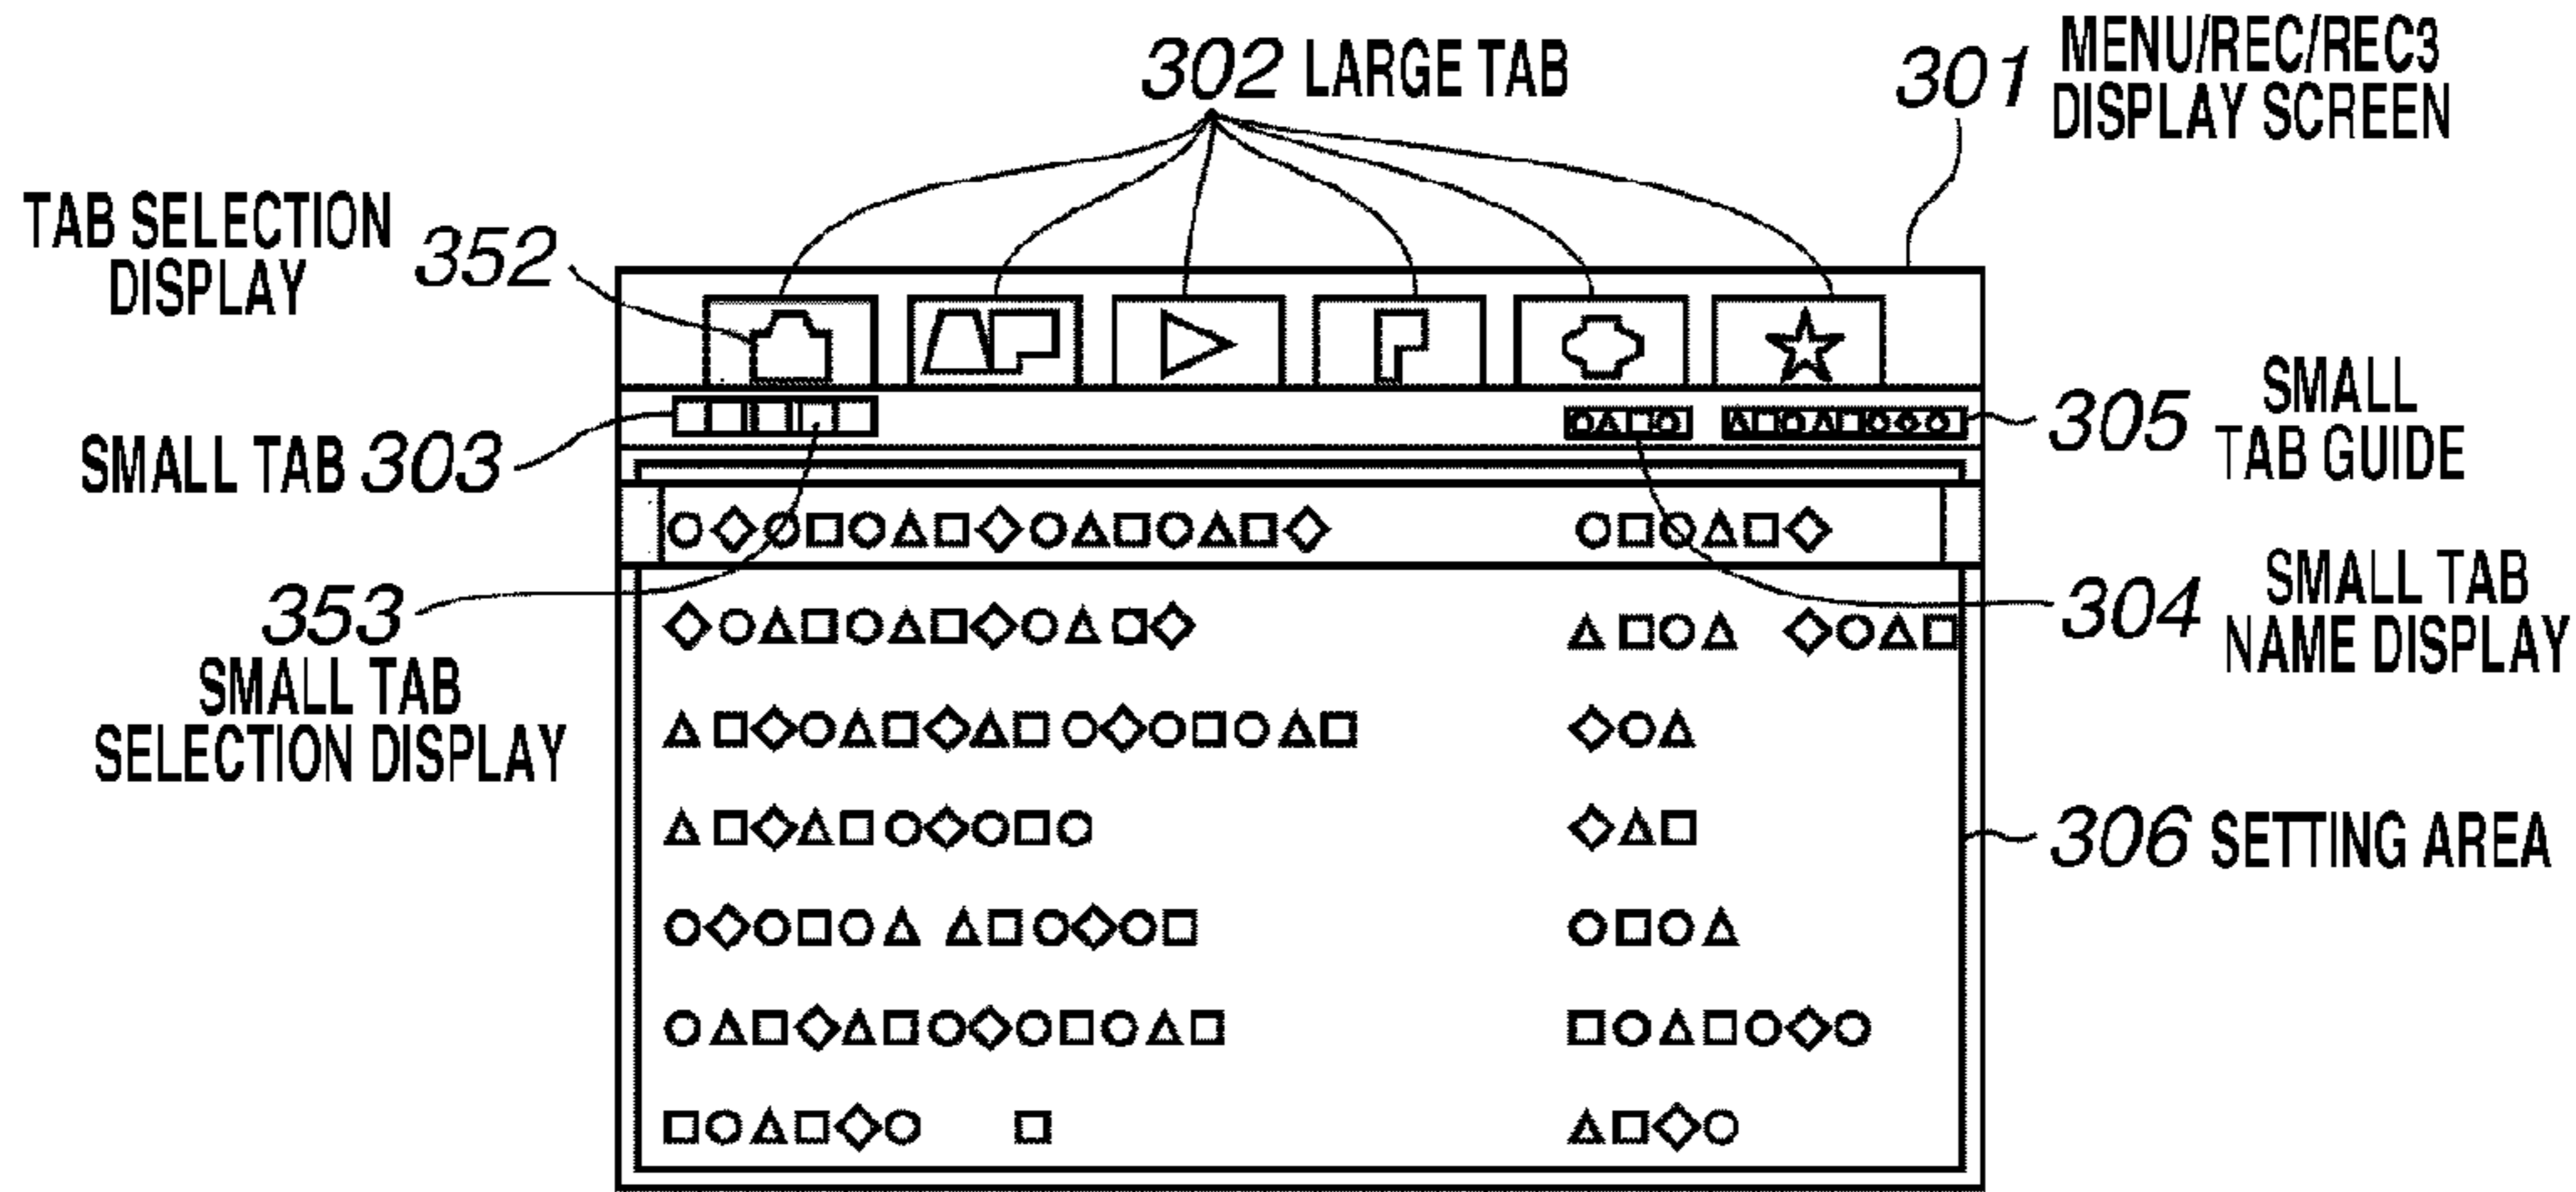 302 LARGE TAB
301 MENU/REC/REC3
DISPLAY SCREEN
TAB SELECTION
DISPLAY 352
SMALL TAB 303
305 SMALL
TAB GUIDE
353
SMALL TAB
SELECTION DISPLAY
304 SMALL TAB
NAME DISPLAY
306 SETTING AREA
○◇○□○△□◇○△□○△□◇ ○□○△□◇
◇○△□○△□◇○△□◇ △□○△ ◇○△□
△□◇○△□◇△□○◇○□○△□ ◇○△
△□◇△□○◇○□○ ◇△□
○◇○□○△ △□○◇○□ ○□○△
○△□◇△□○◇○□○△□ □○△□○◇○
□○△□◇○ □ △□◇○